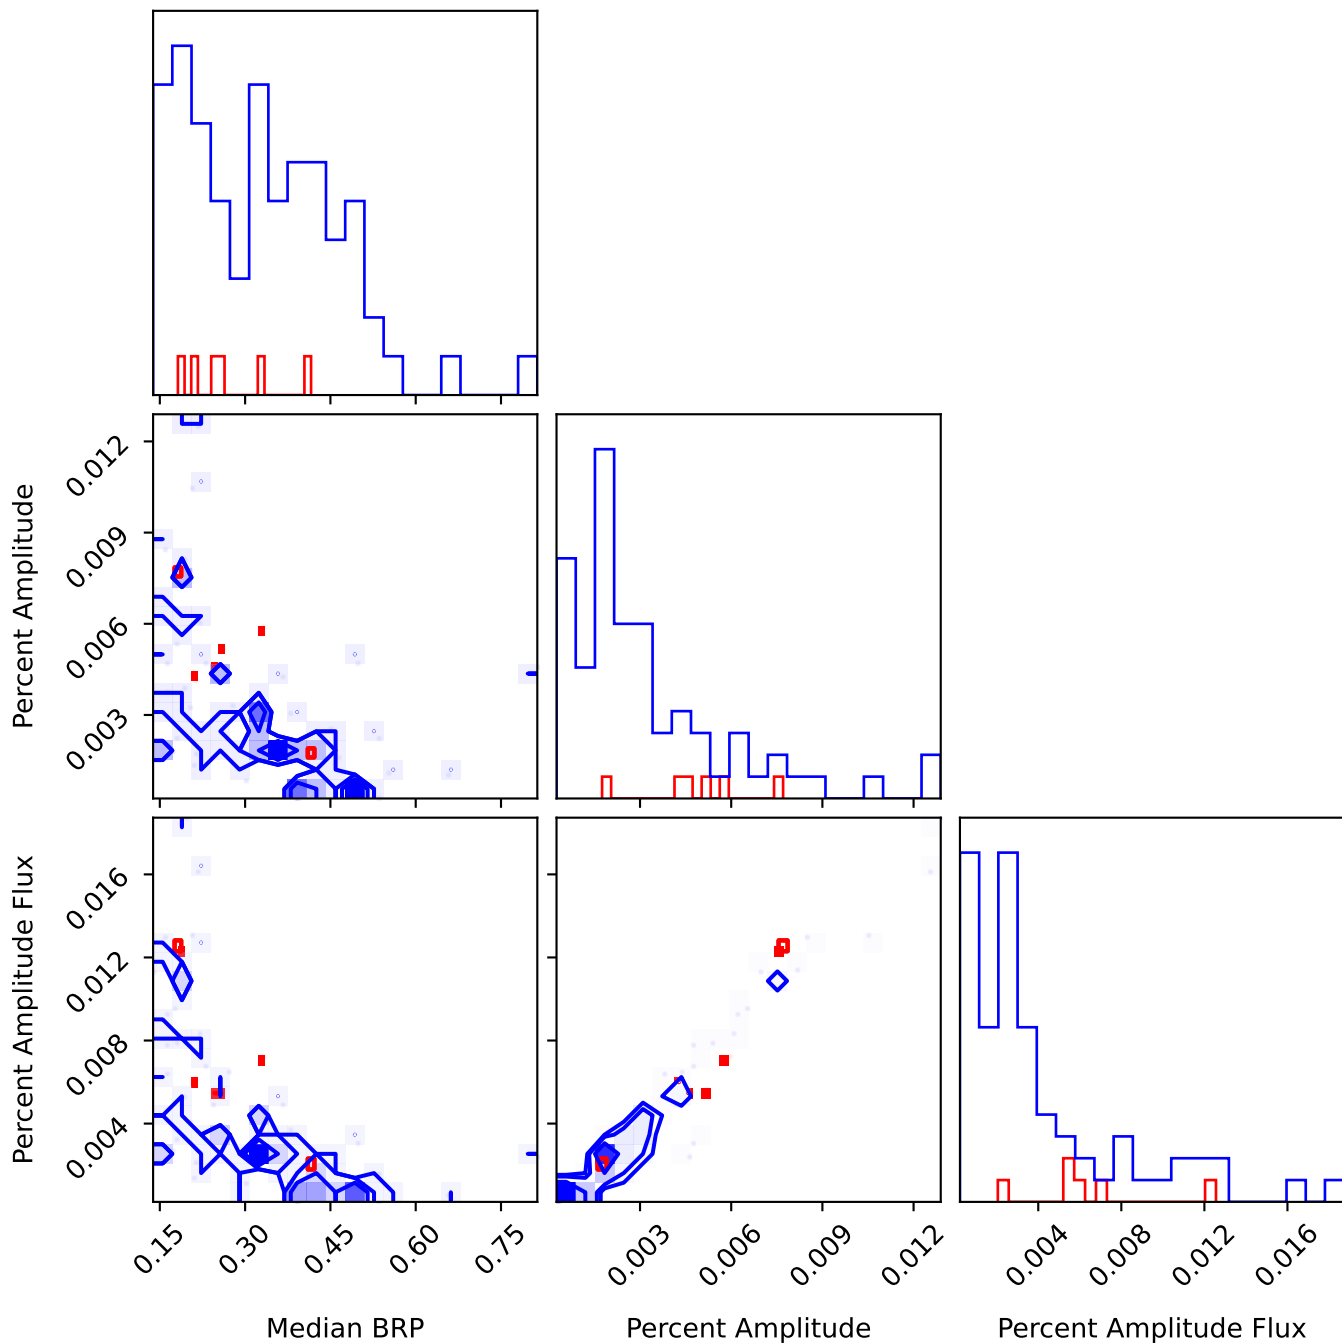 0.012
0.009
0.006
0.003
Percent Amplitude
0.016
0.012
0.008
0.004
Percent Amplitude Flux
0.15 0.30 0.45 0.60 0.75
0.003 0.006 0.009 0.012
0.004 0.008 0.012 0.016
Median BRP
Percent Amplitude
Percent Amplitude Flux